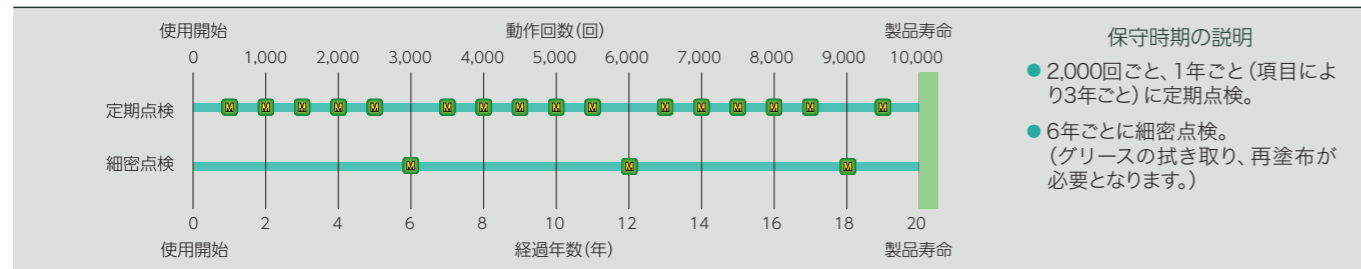 使用開始 動作回数(回) 製品寿命
0 1,000 2,000 3,000 4,000 5,000 6,000 7,000 8,000 9,000 10,000
定期点検
M M M M M M M M M M M M M M M M
細密点検
M M M
0 2 4 6 8 10 12 14 16 18 20
使用開始 経過年数(年) 製品寿命
保守時期の説明
● 2,000回ごと、1年ごと(項目によ
り3年ごと)に定期点検。
● 6年ごとに細密点検。
(グリースの拭き取り、再塗布が
必要となります。)